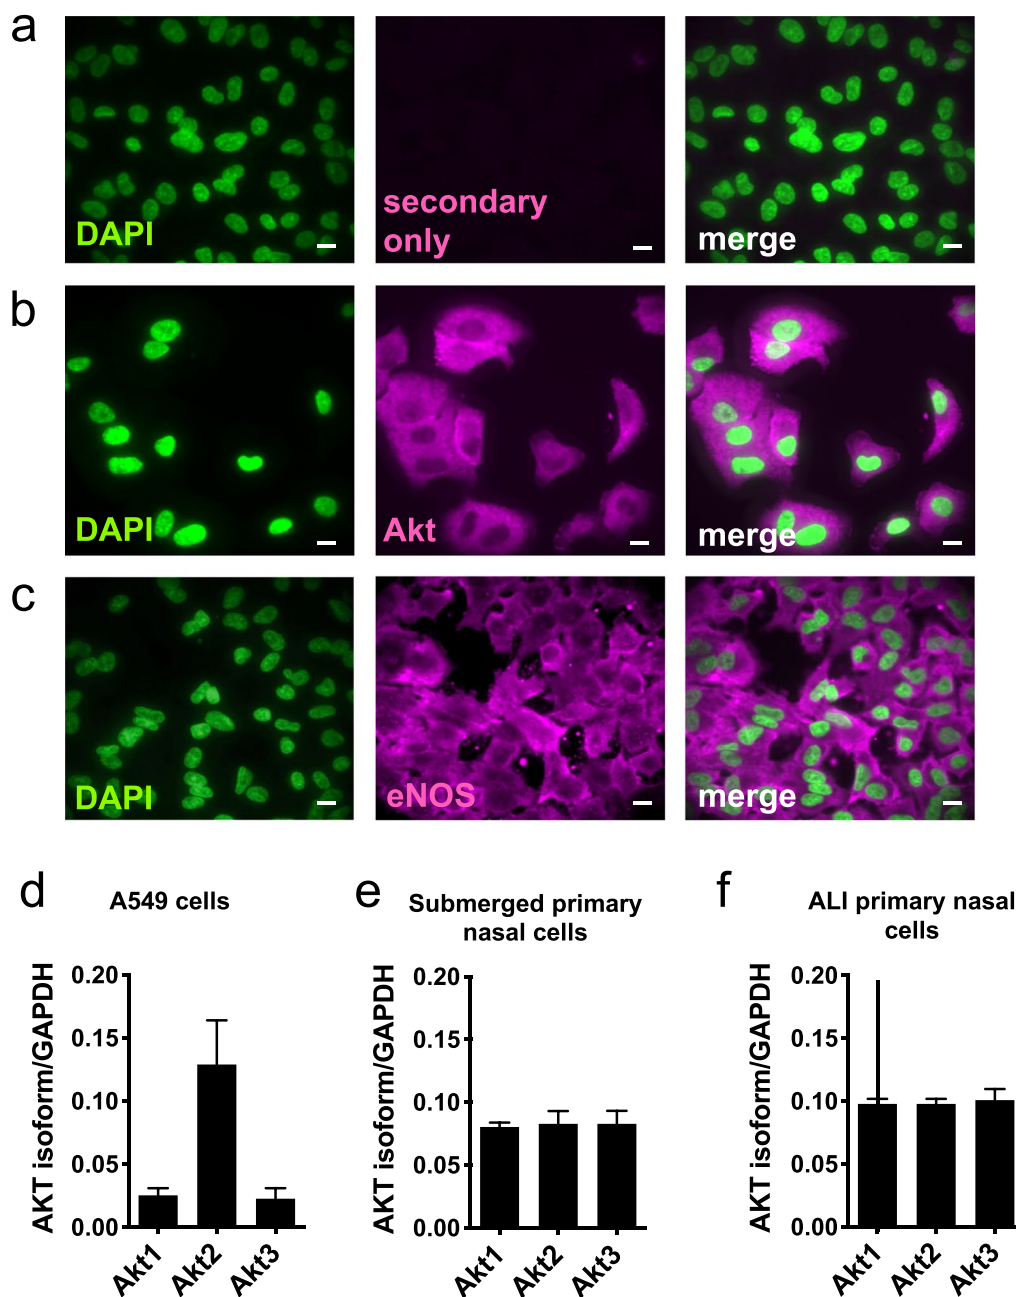 a
DAPI
secondary
only
merge
b
DAPI
Akt
merge
c
DAPI
eNOS
merge
d
A549 cells
AKT isoform/GAPDH
0.20
0.15
0.10
0.05
0.00
Akt1
Akt2
Akt3
e
Submerged primary
nasal cells
AKT isoform/GAPDH
0.20
0.15
0.10
0.05
0.00
Akt1
Akt2
Akt3
f
ALI primary nasal
cells
AKT isoform/GAPDH
0.20
0.15
0.10
0.05
0.00
Akt1
Akt2
Akt3